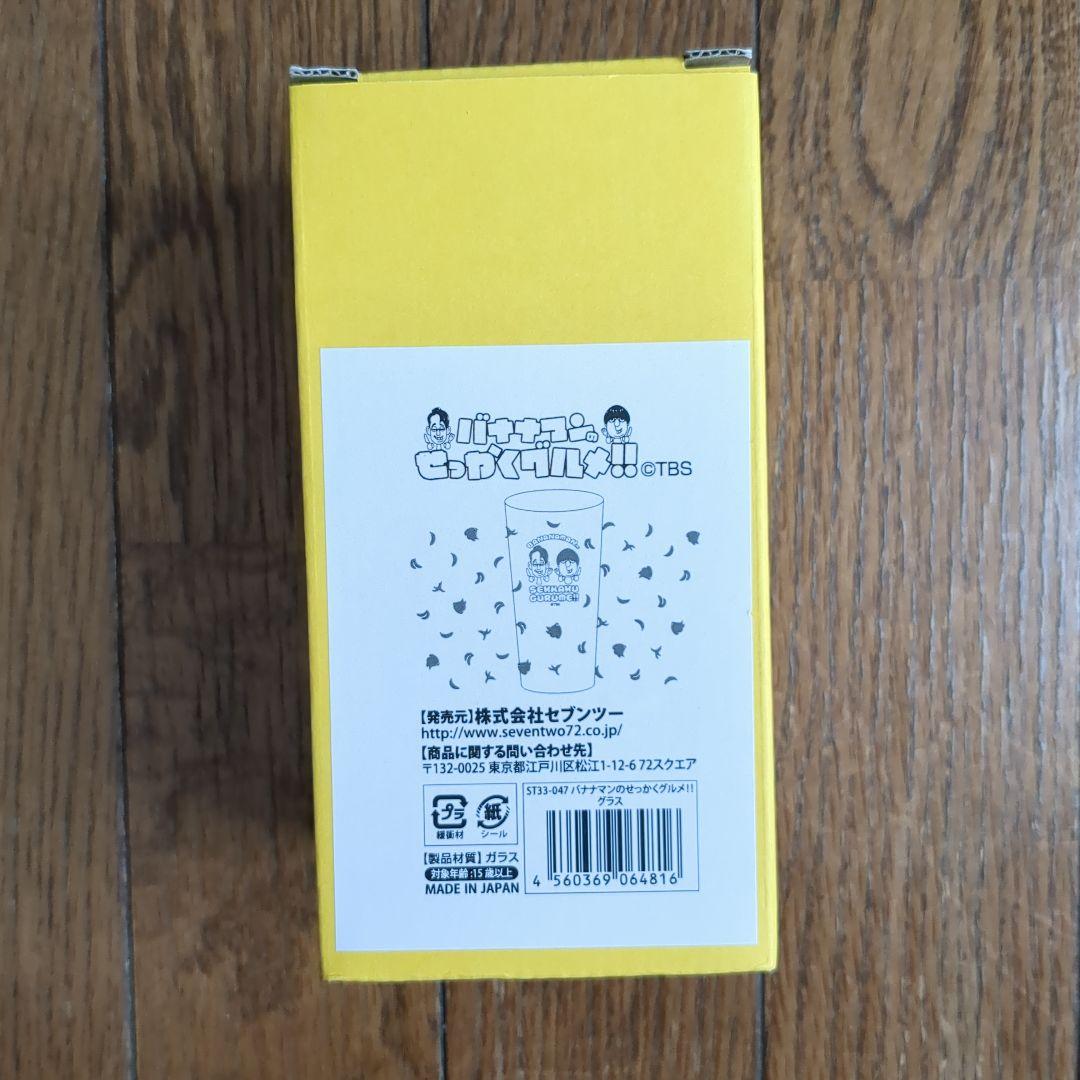 バナナマンの
せっかくグルメ!! ©TBS
BANANAMAN
SEKKAKU
GURUME!!
【発売元】株式会社セブンツー
http://www.seventwo72.co.jp/
【商品に関する問い合わせ先】
〒132-0025 東京都江戸川区松江1-12-6 72スクエア
プラ
緩衝材
紙
シール
ST33-047 バナナマンのせっかくグルメ!!
グラス
4 560369 064816
【製品材質】ガラス
対象年齢:15歳以上
MADE IN JAPAN